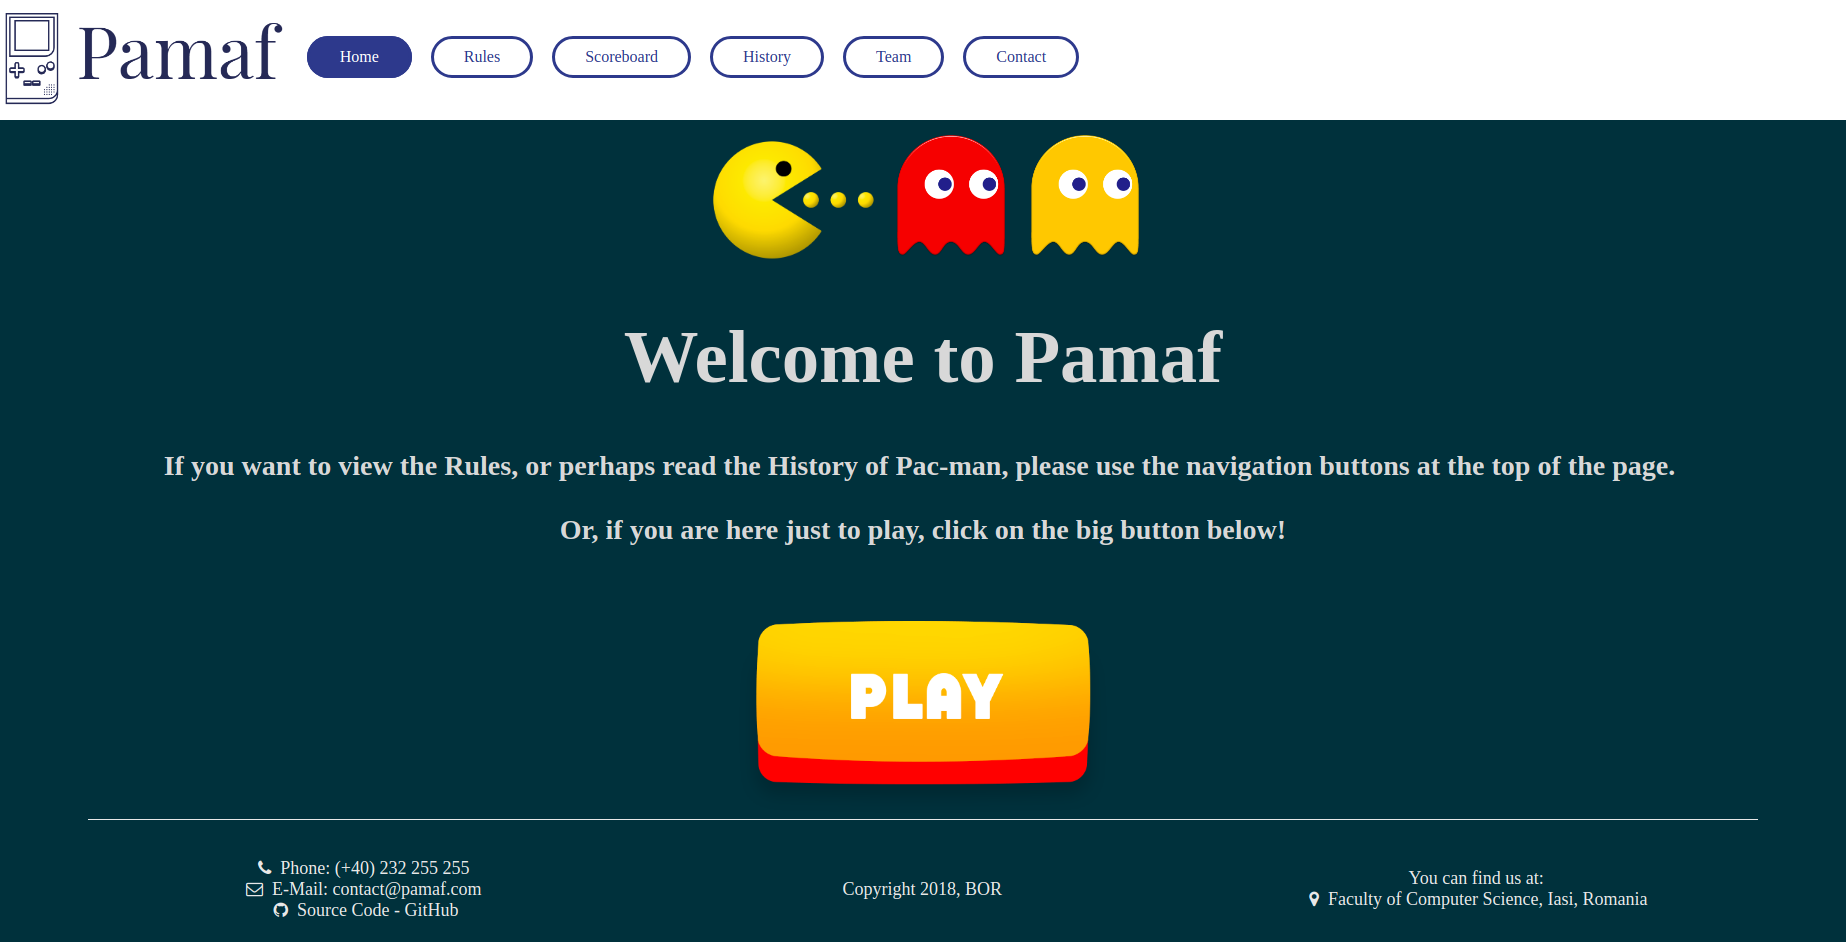 Pamaf
Home
Rules
Scoreboard
History
Team
Contact
Welcome to Pamaf
If you want to view the Rules, or perhaps read the History of Pac-man, please use the navigation buttons at the top of the page.
Or, if you are here just to play, click on the big button below!
PLAY
Phone: (+40) 232 255 255
E-Mail: contact@pamaf.com
Source Code - GitHub
Copyright 2018, BOR
You can find us at:
Faculty of Computer Science, Iasi, Romania